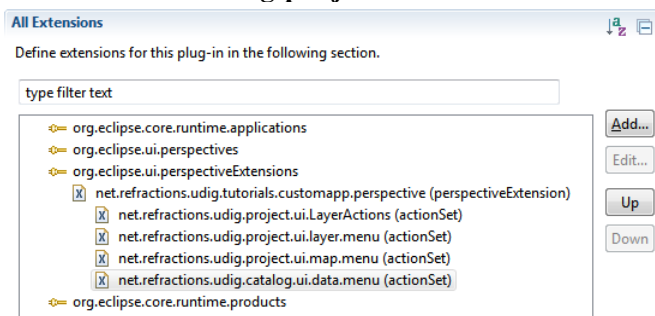 All Extensions
Define extensions for this plug-in in the following section.
type filter text
org.eclipse.core.runtime.applications
org.eclipse.ui.perspectives
org.eclipse.ui.perspectiveExtensions
net.refractions.udig.tutorials.customapp.perspective (perspectiveExtension)
net.refractions.udig.project.ui.LayerActions (actionSet)
net.refractions.udig.project.ui.layer.menu (actionSet)
net.refractions.udig.project.ui.map.menu (actionSet)
net.refractions.udig.catalog.ui.data.menu (actionSet)
org.eclipse.core.runtime.products
Add...
Edit...
Up
Down